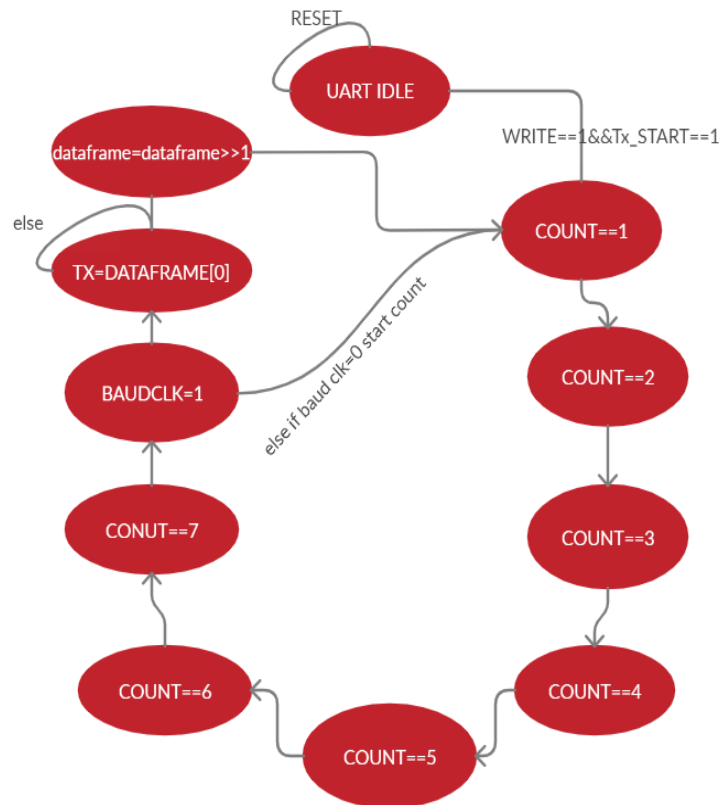 RESET
UART IDLE
WRITE==1&&Tx_START==1
dataframe=dataframe>>1
else
TX=DATAFRAME[0]
COUNT==1
else if baud clk=0 start count
COUNT==2
BAUDCLK=1
CONUT==7
COUNT==3
COUNT==6
COUNT==4
COUNT==5